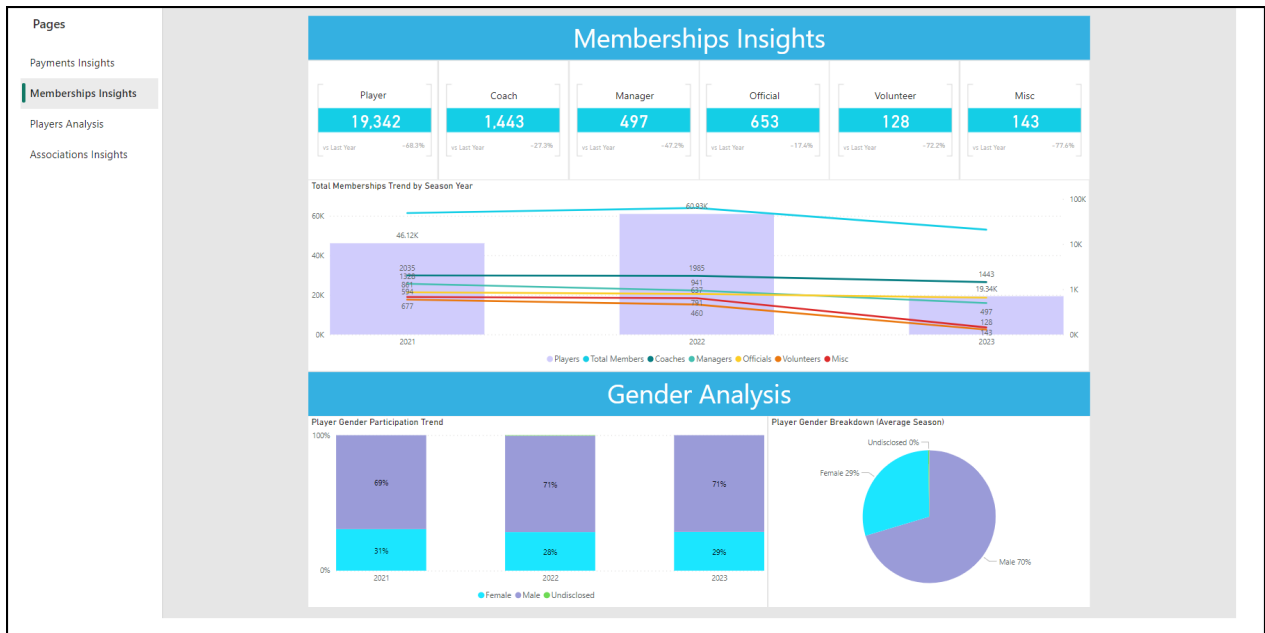 Pages
Payments Insights
Memberships Insights
Players Analysis
Associations Insights
Memberships Insights
Player
19,342
vs Last Year -68.3%
Coach
1,443
vs Last Year -27.3%
Manager
497
vs Last Year -47.2%
Official
653
vs Last Year -17.4%
Volunteer
128
vs Last Year -72.2%
Misc
143
vs Last Year -77.6%
Total Memberships Trend by Season Year
60K
40K
20K
0K
100K
10K
1K
0K
46.12K
2035
1328
881
594
677
60.93K
1985
941
637
791
460
1443
19.34K
497
128
143
2021 2022 2023
Players Total Members Coaches Managers Officials Volunteers Misc
Gender Analysis
Player Gender Participation Trend
100%
0%
69% 71% 71%
31% 28% 29%
2021 2022 2023
Female Male Undisclosed
Player Gender Breakdown (Average Season)
Undisclosed 0%
Female 29%
Male 70%